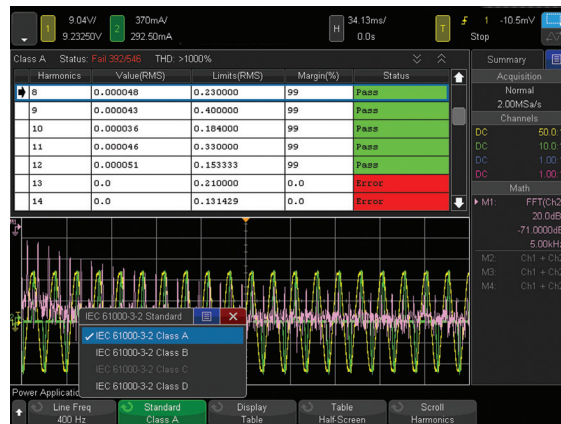 1 9.04V/ 9.23250V 2 370mA/ 292.50mA H 34.13ms/ 0.0s T 1 -10.5mV Stop
Class A Status: Fail 392/546 THD: >1000%
Harmonics Value(RMS) Limits(RMS) Margin(%) Status
8 0.000048 0.230000 99 Pass
9 0.000043 0.400000 99 Pass
10 0.000036 0.184000 99 Pass
11 0.000046 0.330000 99 Pass
12 0.000051 0.153333 99 Pass
13 0.0 0.210000 0.0 Error
14 0.0 0.131429 0.0 Error
Summary
Acquisition
Normal
2.00MSa/s
Channels
DC 50.0:
DC 10.0:
DC 1.00:
DC 1.00:
Math
M1: FFT(Ch2
20.0dB
-71.0000dB
5.00kHz
M2: Ch1 + Ch2
M3: Ch1 + Ch2
M4: Ch1 + Ch2
IEC 61000-3-2 Standard
IEC 61000-3-2 Class A
IEC 61000-3-2 Class B
IEC 61000-3-2 Class C
IEC 61000-3-2 Class D
Power Applicatio
Line Freq
400 Hz
Standard
Class A
Display
Table
Table
Half-Screen
Scroll
Harmonics